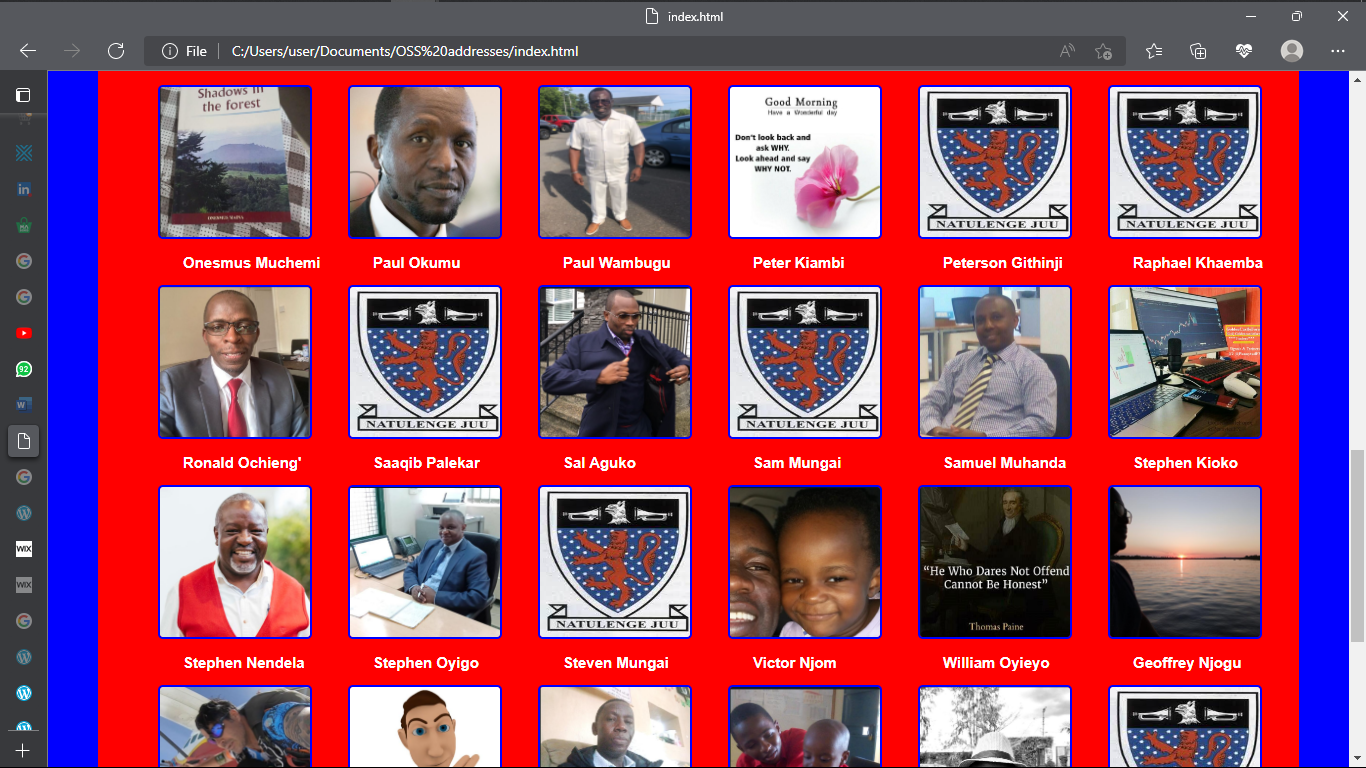 index.html
File
C:/Users/user/Documents/OSS%20addresses/index.html
Shadows in
the forest
Good Morning
Have a Wonderful day
Don't look back and
ask WHY.
Look ahead and say
WHY NOT.
NATULENGE JUU
NATULENGE JUU
Onesmus Muchemi
Paul Okumu
Paul Wambugu
Peter Kiambi
Peterson Githinji
Raphael Khaemba
NATULENGE JUU
NATULENGE JUU
Ronald Ochieng'
Saaqib Palekar
Sal Aguko
Sam Mungai
Samuel Muhanda
Stephen Kioko
NATULENGE JUU
"He Who Dares Not Offend
Cannot Be Honest"
Thomas Paine
Stephen Nendela
Stephen Oyigo
Steven Mungai
Victor Njom
William Oyieyo
Geoffrey Njogu
in
92
W
WIX
WIX